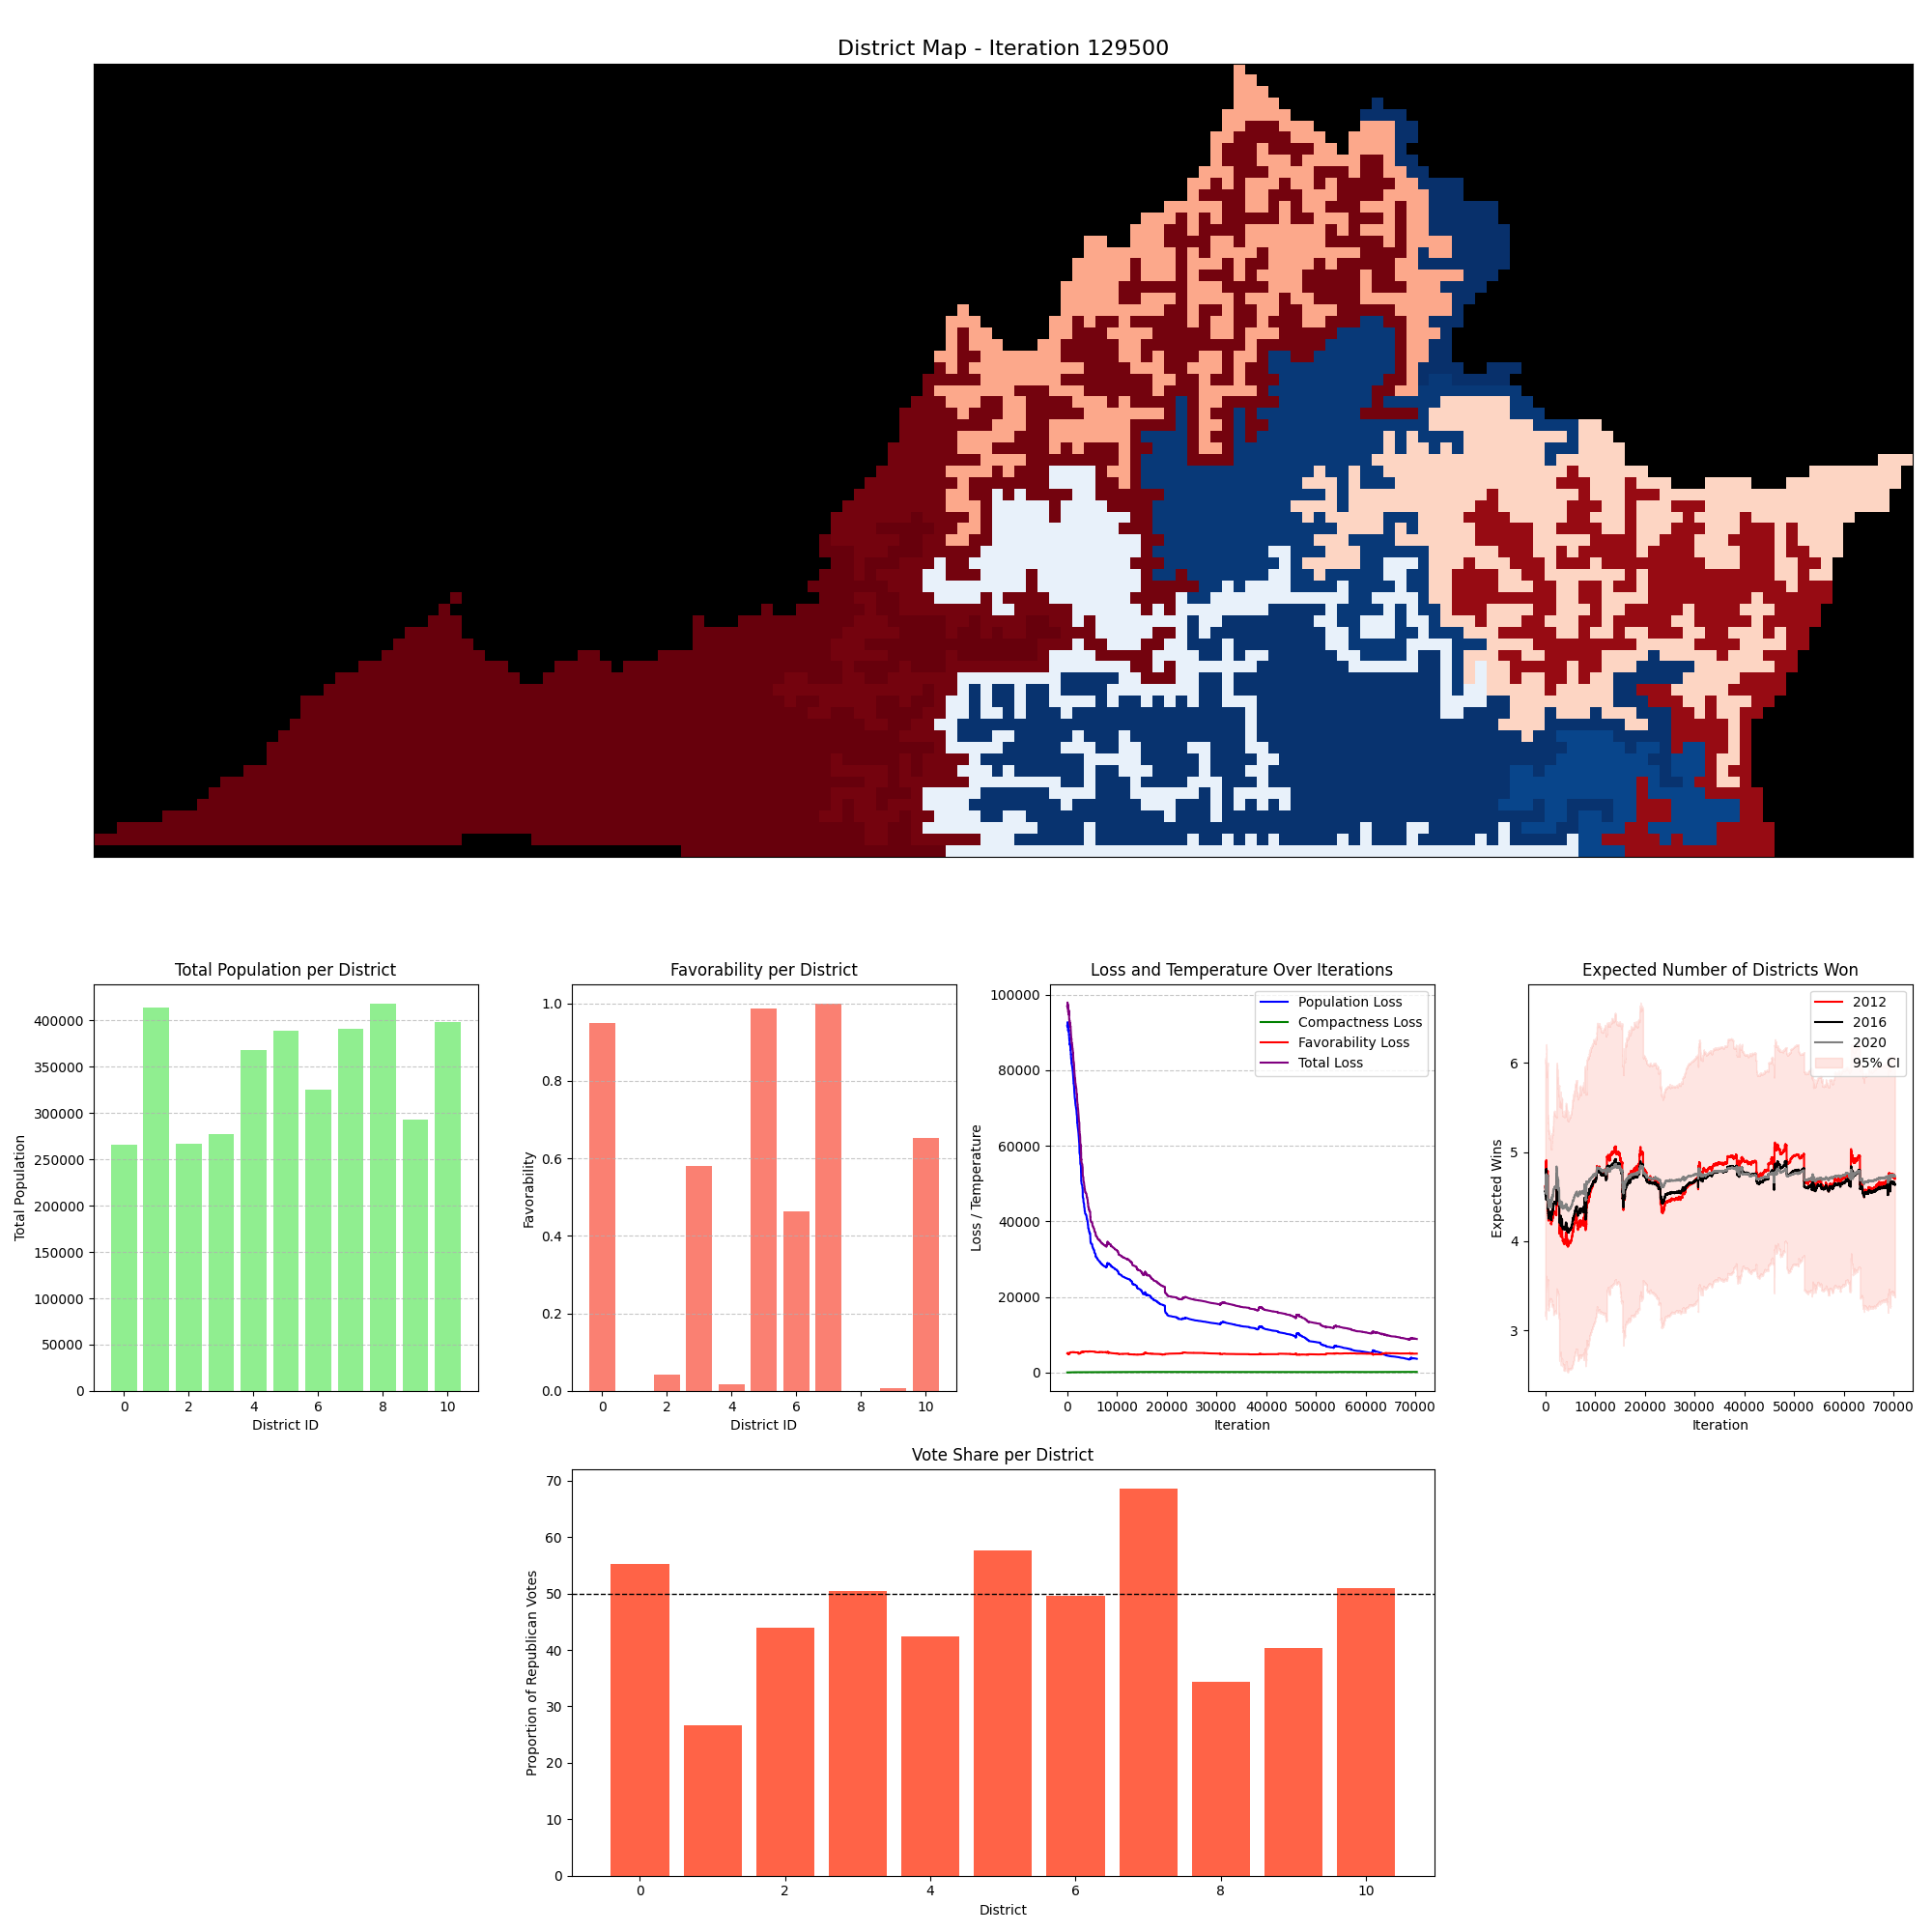 District Map - Iteration 129500
Total Population per District
Total Population
400000
350000
300000
250000
200000
150000
100000
50000
0
0 2 4 6 8 10
District ID
Favorability per District
Favorability
1.0
0.8
0.6
0.4
0.2
0.0
0 2 4 6 8 10
District ID
Loss and Temperature Over Iterations
Loss / Temperature
100000
80000
60000
40000
20000
0
Population Loss
Compactness Loss
Favorability Loss
Total Loss
0 10000 20000 30000 40000 50000 60000 70000
Iteration
Expected Number of Districts Won
Expected Wins
6
5
4
3
2012
2016
2020
95% CI
0 10000 20000 30000 40000 50000 60000 70000
Iteration
Vote Share per District
Proportion of Republican Votes
70
60
50
40
30
20
10
0
0 2 4 6 8 10
District